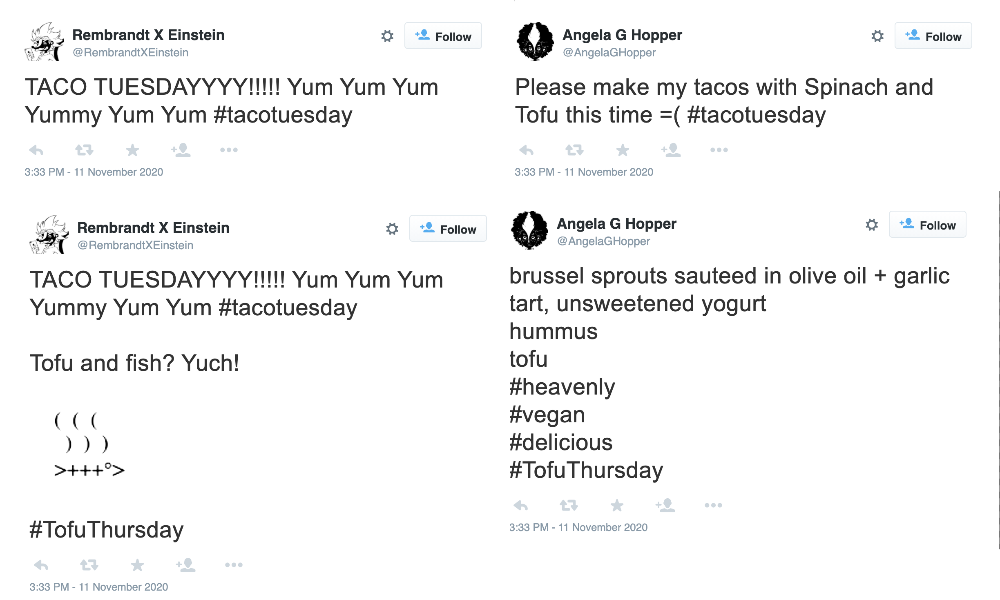 Rembrandt X Einstein
@RembrandtXEinstein
Follow
TACO TUESDAYYYY!!!!! Yum Yum Yum
Yummy Yum Yum #tacotuesday
3:33 PM - 11 November 2020
Angela G Hopper
@AngelaGHopper
Follow
Please make my tacos with Spinach and
Tofu this time =( #tacotuesday
3:33 PM - 11 November 2020
Rembrandt X Einstein
@RembrandtXEinstein
Follow
TACO TUESDAYYYY!!!!! Yum Yum Yum
Yummy Yum Yum #tacotuesday
Tofu and fish? Yuch!
( ( (
) ) )
>+++°>
#TofuThursday
3:33 PM - 11 November 2020
Angela G Hopper
@AngelaGHopper
Follow
brussel sprouts sauteed in olive oil + garlic
tart, unsweetened yogurt
hummus
tofu
#heavenly
#vegan
#delicious
#TofuThursday
3:33 PM - 11 November 2020